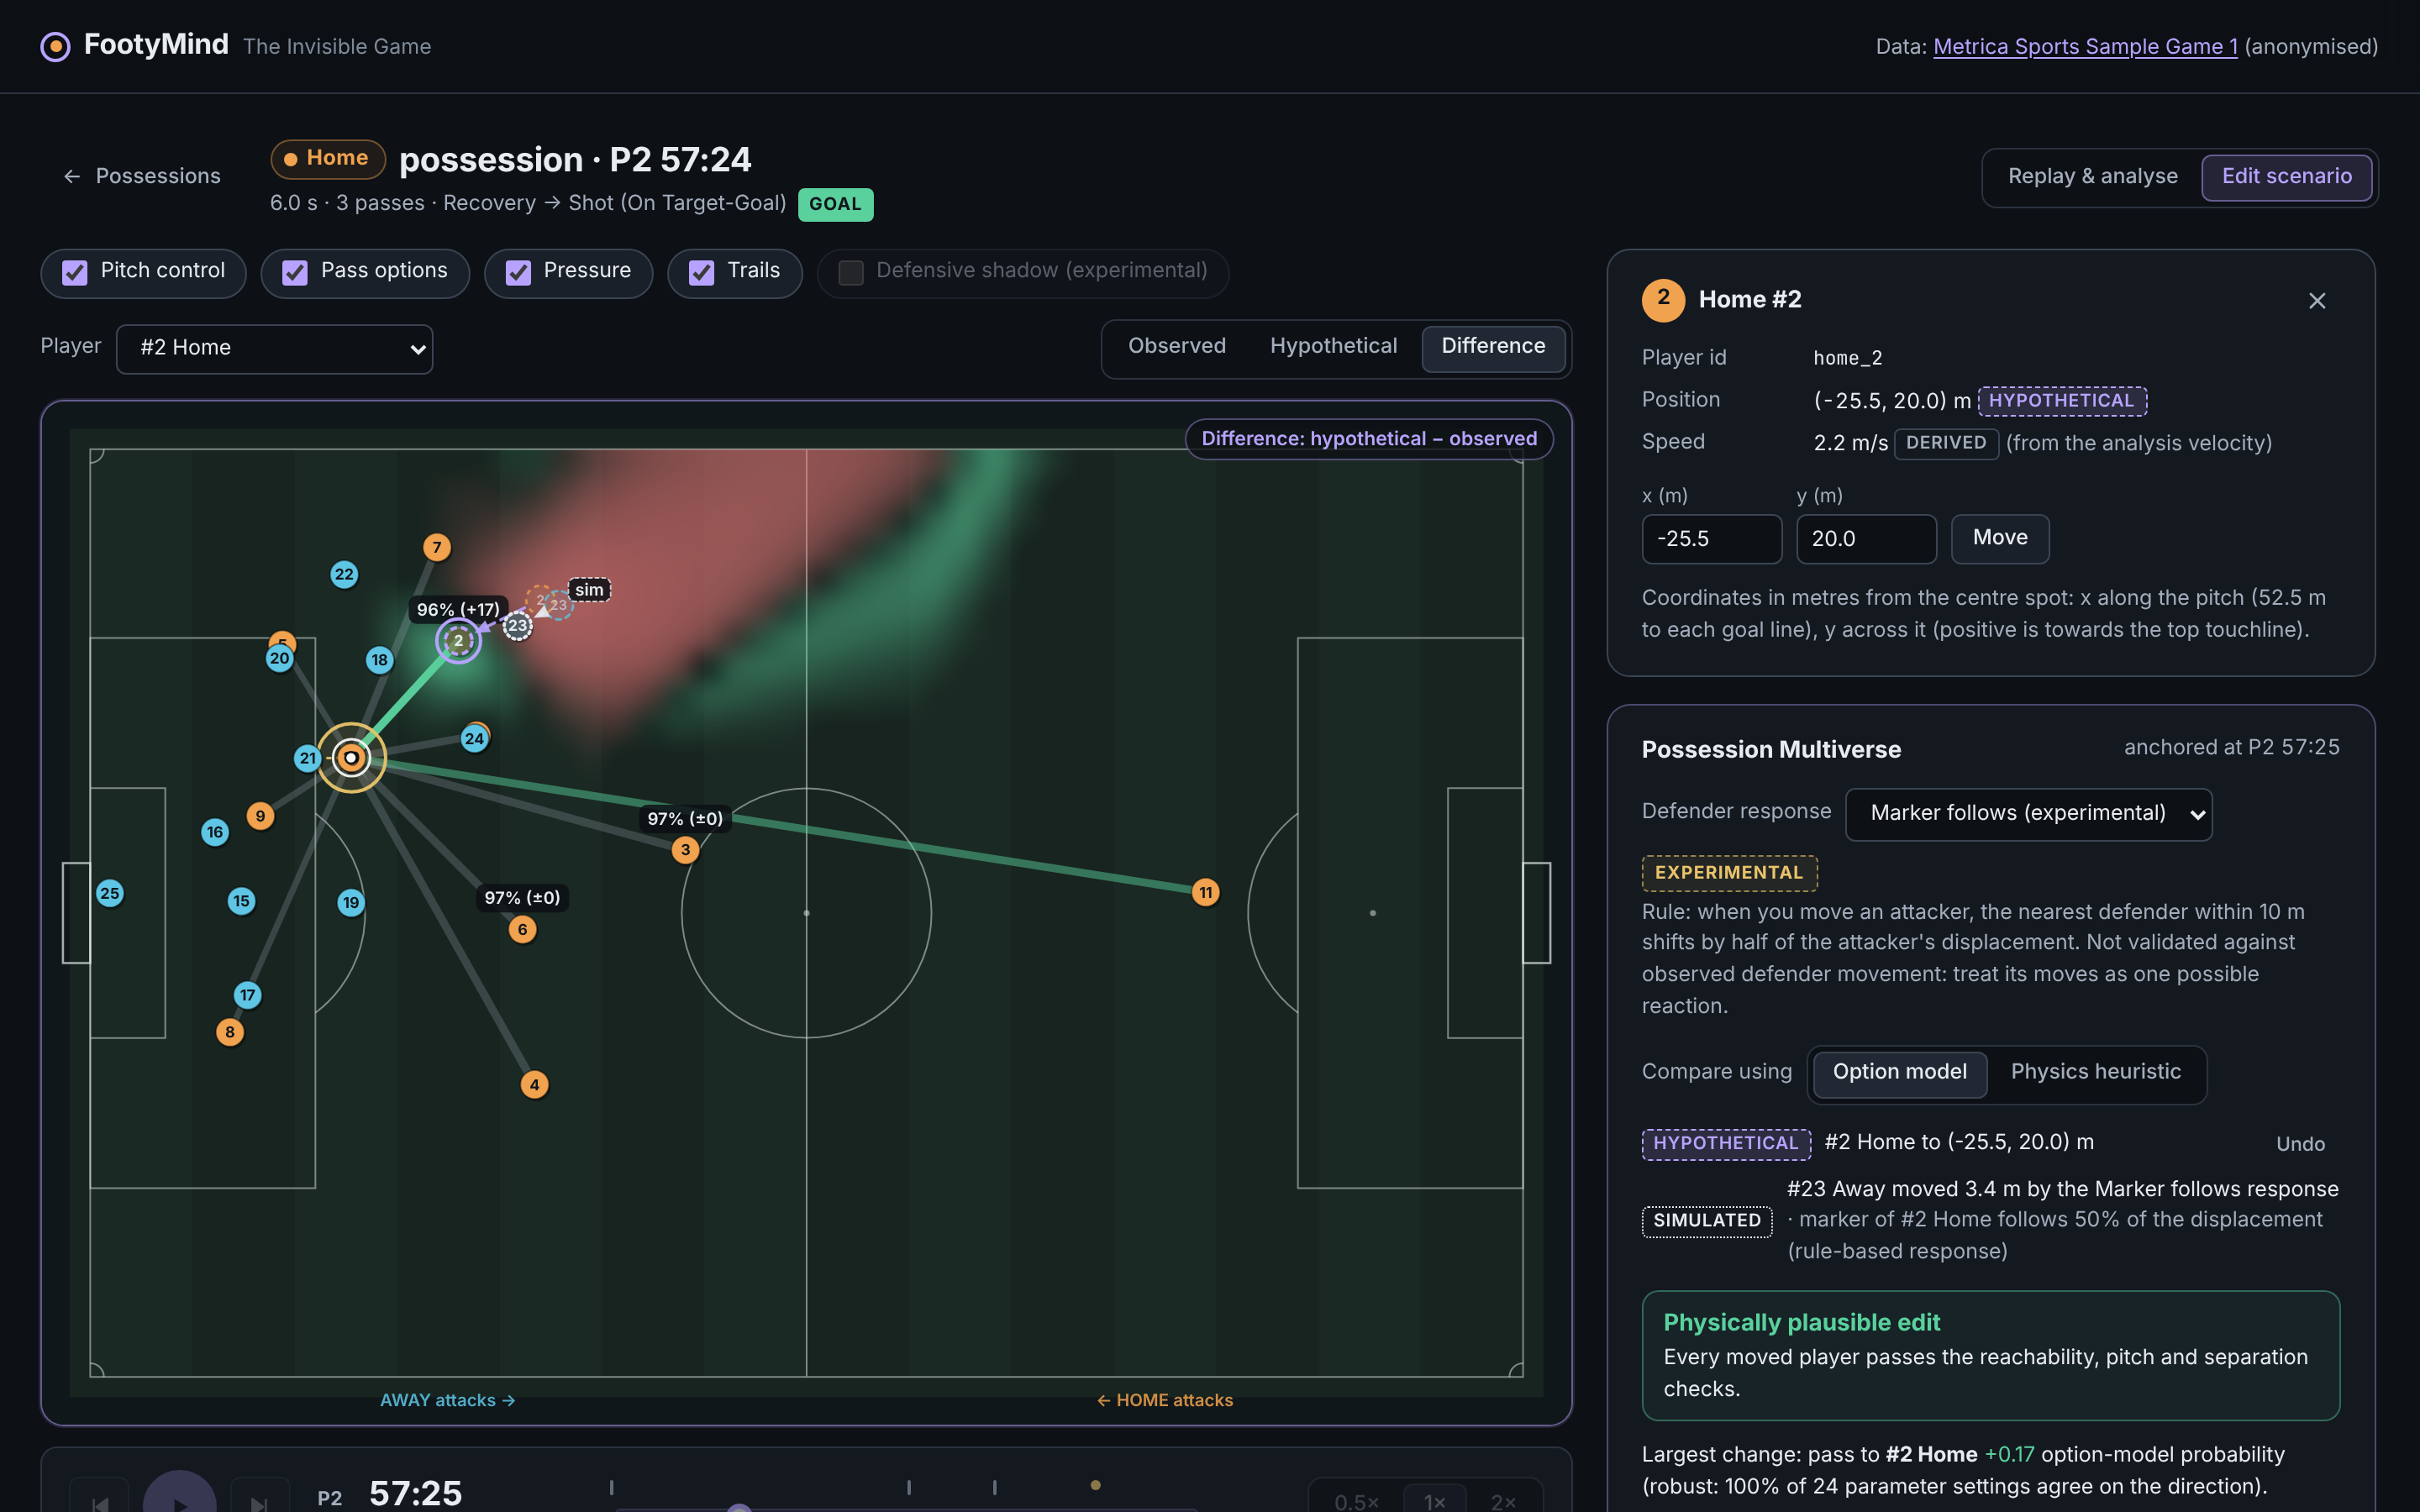 FootyMind The Invisible Game
Data: Metrica Sports Sample Game 1 (anonymised)
← Possessions
Home possession · P2 57:24
6.0 s · 3 passes · Recovery → Shot (On Target-Goal) GOAL
Replay & analyse Edit scenario
Pitch control Pass options Pressure Trails Defensive shadow (experimental)
Player #2 Home
Observed Hypothetical Difference
Difference: hypothetical – observed
7
22
sim
96% (+17)
23
23
2
20
18
24
21
9
16
97% (±0)
3
25
15
19
97% (±0)
6
11
17
8
4
AWAY attacks →
← HOME attacks
P2 57:25
0.5× 1× 2×
2 Home #2
Player id home_2
Position (-25.5, 20.0) m HYPOTHETICAL
Speed 2.2 m/s DERIVED (from the analysis velocity)
x (m) y (m)
-25.5 20.0 Move
Coordinates in metres from the centre spot: x along the pitch (52.5 m
to each goal line), y across it (positive is towards the top touchline).
Possession Multiverse anchored at P2 57:25
Defender response Marker follows (experimental)
EXPERIMENTAL
Rule: when you move an attacker, the nearest defender within 10 m
shifts by half of the attacker's displacement. Not validated against
observed defender movement: treat its moves as one possible
reaction.
Compare using Option model Physics heuristic
HYPOTHETICAL #2 Home to (-25.5, 20.0) m Undo
#23 Away moved 3.4 m by the Marker follows response
SIMULATED · marker of #2 Home follows 50% of the displacement
(rule-based response)
Physically plausible edit
Every moved player passes the reachability, pitch and separation
checks.
Largest change: pass to #2 Home +0.17 option-model probability
(robust: 100% of 24 parameter settings agree on the direction).